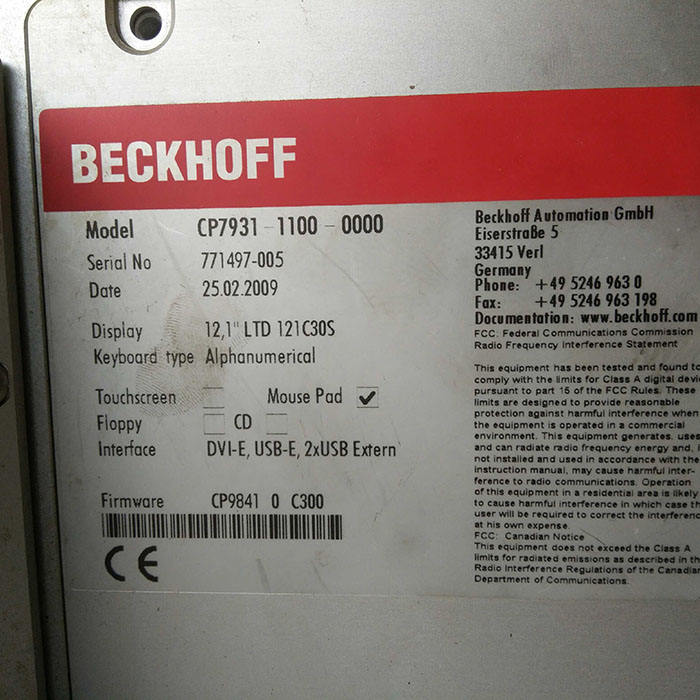 BECKHOFF
Model CP7931-1100-0000
Serial No 771497-005
Date 25.02.2009
Display 12,1" LTD 121C30S
Keyboard type Alphanumerical
Touchscreen Mouse Pad ✔
Floppy CD
Interface DVI-E, USB-E, 2xUSB Extern
Firmware CP9841 0 C300
CE
Beckhoff Automation GmbH
Eiserstraße 5
33415 Verl
Germany
Phone: +49 5246 963 0
Fax: +49 5246 963 198
Documentation: www.beckhoff.com
FCC: Federal Communications Commission
Radio Frequency Interference Statement
This equipment has been tested and found to
comply with the limits for Class A digital devi
pursuant to part 15 of the FCC Rules. These
limits are designed to provide reasonable
protection against harmful interference when
the equipment is operated in a commercial
environment. This equipment generates, uses
and can radiate radio frequency energy and, i
not installed and used in accordance with the
instruction manual, may cause harmful inter-
ference to radio communications. Operation
of this equipment in a residential area is likely
to cause harmful interference in which case th
user will be required to correct the interferenc
at his own expense.
FCC: Canadian Notice
This equipment does not exceed the Class A
limits for radiated emissions as described in th
Radio Interference Regulations of the Canadian
Department of Communications.